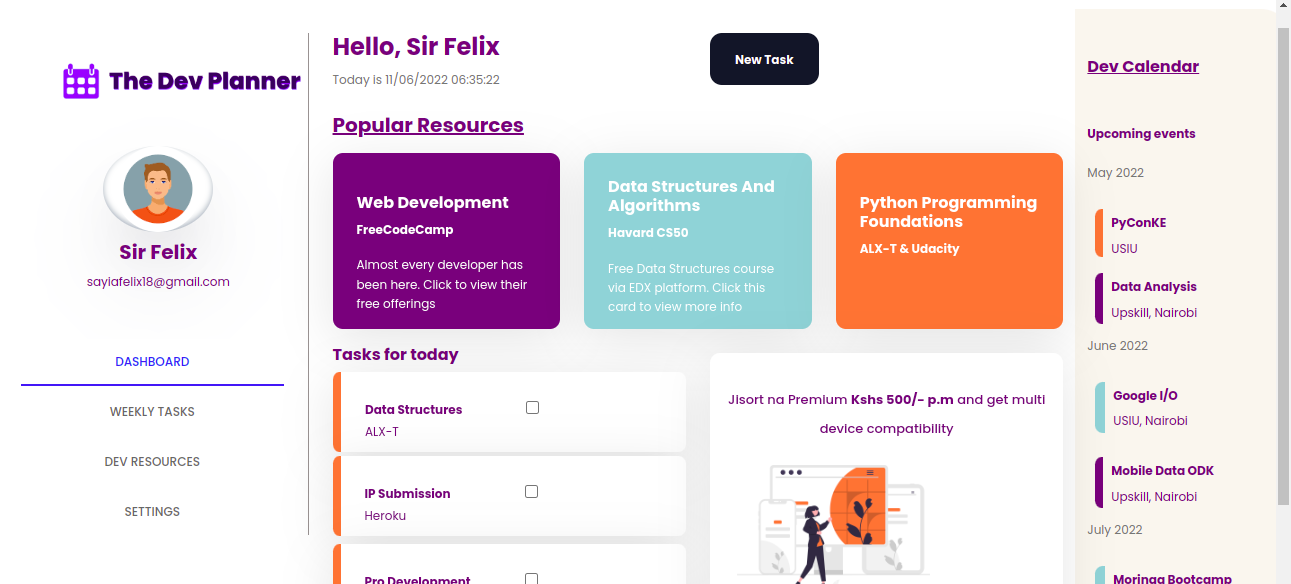 The Dev Planner
Sir Felix
sayiafelix18@gmail.com
DASHBOARD
WEEKLY TASKS
DEV RESOURCES
SETTINGS
Hello, Sir Felix
Today is 11/06/2022 06:35:22
New Task
Popular Resources
Web Development
FreeCodeCamp
Almost every developer has
been here. Click to view their
free offerings
Data Structures And
Algorithms
Havard CS50
Free Data Structures course
via EDX platform. Click this
card to view more info
Python Programming
Foundations
ALX-T & Udacity
Tasks for today
Data Structures
ALX-T
IP Submission
Heroku
Pro Development
Jisort na Premium Kshs 500/- p.m and get multi
device compatibility
Dev Calendar
Upcoming events
May 2022
PyConKE
USIU
Data Analysis
Upskill, Nairobi
June 2022
Google I/O
USIU, Nairobi
Mobile Data ODK
Upskill, Nairobi
July 2022
Moringa Bootcamp